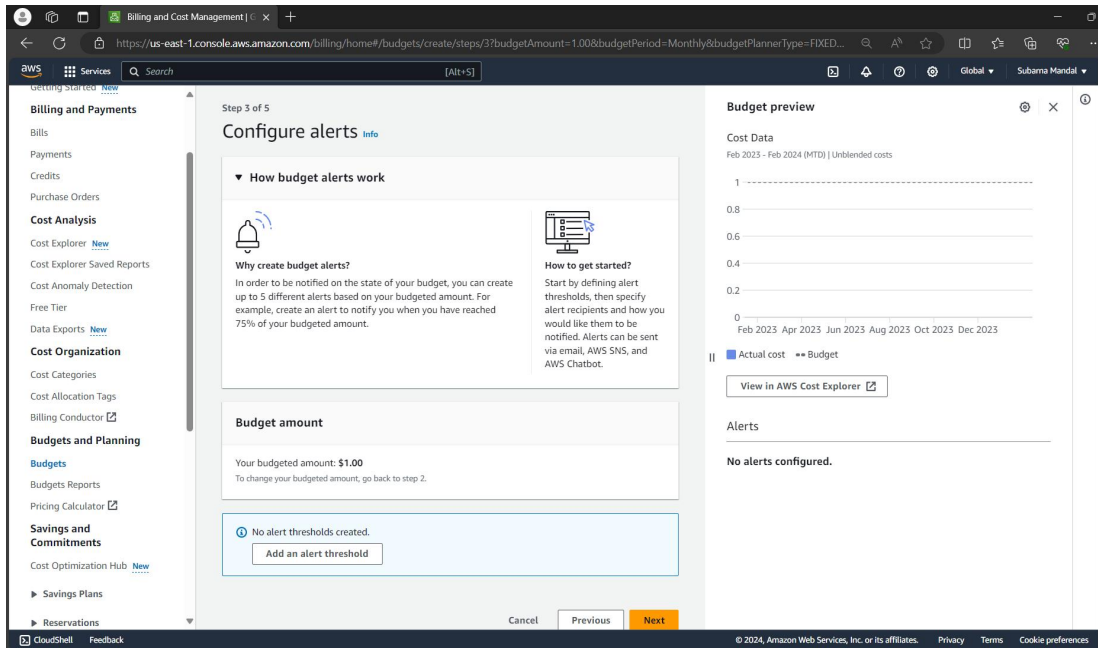 Billing and Cost Management | G
https://us-east-1.console.aws.amazon.com/billing/home#/budgets/create/steps/3?budgetAmount=1.00&budgetPeriod=Monthly&budgetPlannerType=FIXED...
aws
Services
Search
[Alt+S]
Global
Subarna Mandal
Getting Started New
Billing and Payments
Bills
Payments
Credits
Purchase Orders
Cost Analysis
Cost Explorer New
Cost Explorer Saved Reports
Cost Anomaly Detection
Free Tier
Data Exports New
Cost Organization
Cost Categories
Cost Allocation Tags
Billing Conductor
Budgets and Planning
Budgets
Budgets Reports
Pricing Calculator
Savings and
Commitments
Cost Optimization Hub New
Savings Plans
Reservations
Step 3 of 5
Configure alerts Info
How budget alerts work
Why create budget alerts?
In order to be notified on the state of your budget, you can create
up to 5 different alerts based on your budgeted amount. For
example, create an alert to notify you when you have reached
75% of your budgeted amount.
How to get started?
Start by defining alert
thresholds, then specify
alert recipients and how you
would like them to be
notified. Alerts can be sent
via email, AWS SNS, and
AWS Chatbot.
Budget amount
Your budgeted amount: $1.00
To change your budgeted amount, go back to step 2.
No alert thresholds created.
Add an alert threshold
Cancel
Previous
Next
Budget preview
Cost Data
Feb 2023 - Feb 2024 (MTD) | Unblended costs
1
0.8
0.6
0.4
0.2
0
Feb 2023 Apr 2023 Jun 2023 Aug 2023 Oct 2023 Dec 2023
Actual cost
Budget
View in AWS Cost Explorer
Alerts
No alerts configured.
CloudShell
Feedback
© 2024, Amazon Web Services, Inc. or its affiliates.
Privacy
Terms
Cookie preferences